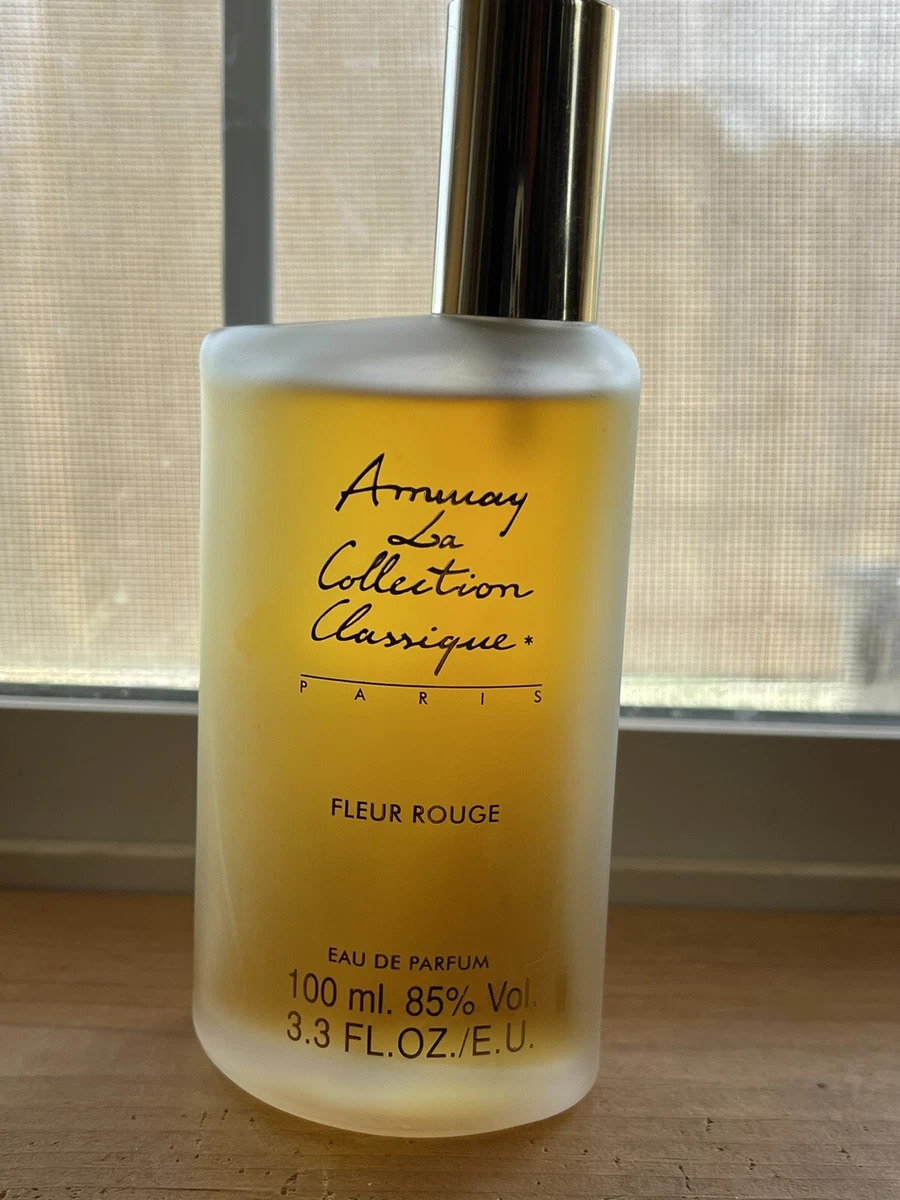 Amway
La
Collection
Classique*
PARIS
FLEUR ROUGE
EAU DE PARFUM
100 ml. 85% Vol.
3.3 FL.OZ./E.U.